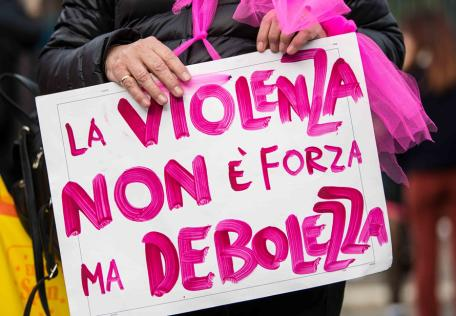 LA VIOLENZA
NON È FORZA
MA DEBOLEZZA